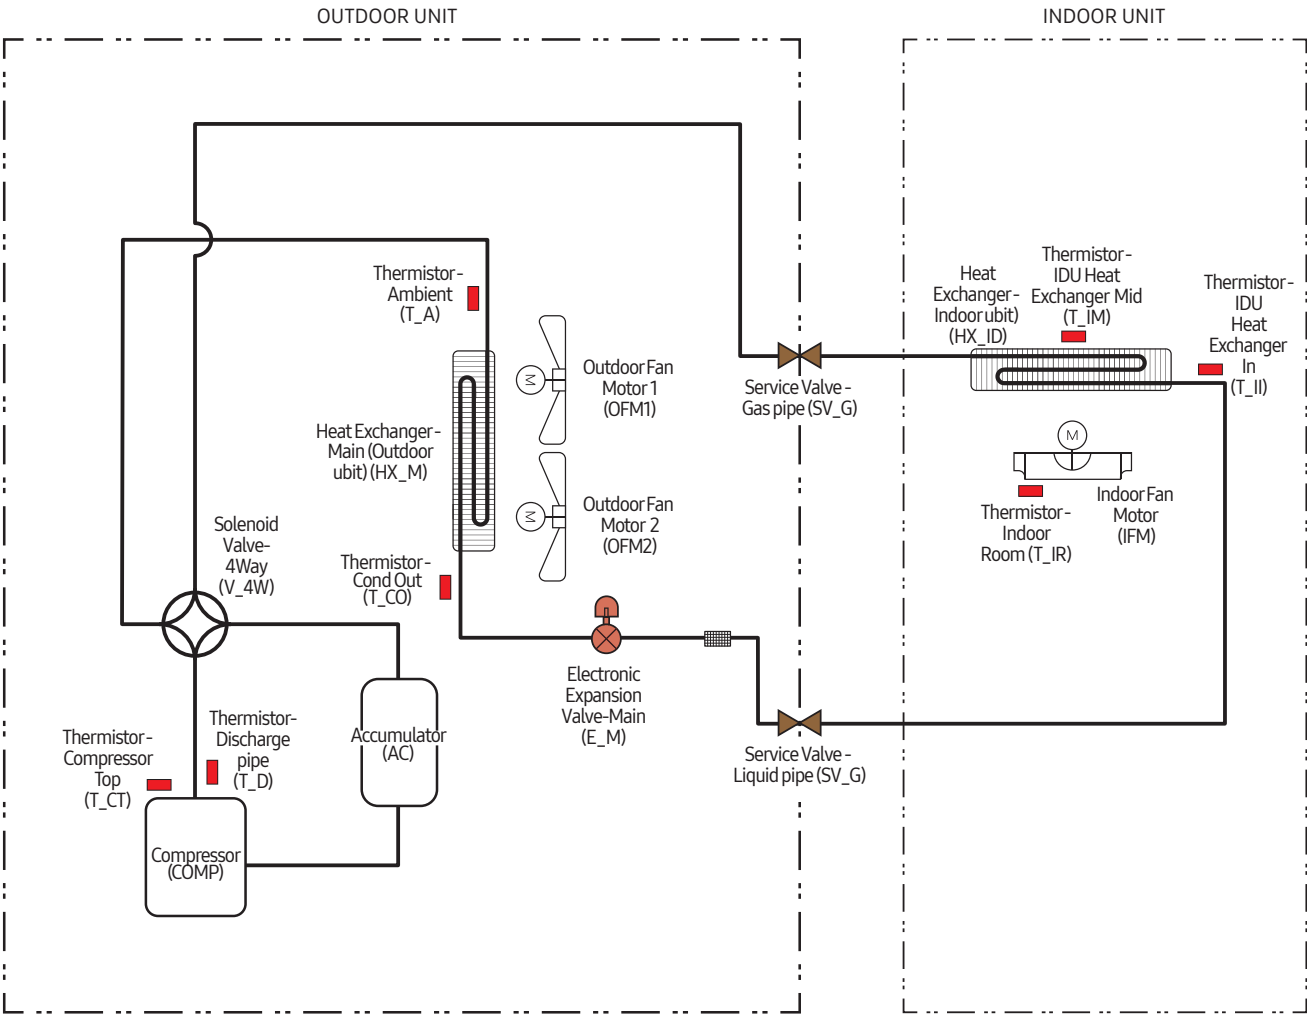 OUTDOOR UNIT
INDOOR UNIT
Thermistor-
Ambient
(T_A)
Outdoor Fan
Motor 1
(OFM1)
Heat Exchanger-
Main (Outdoor
ubit) (HX_M)
Outdoor Fan
Motor 2
(OFM2)
M
M
Solenoid
Valve-
4Way
(V_4W)
Thermistor-
Cond Out
(T_CO)
Electronic
Expansion
Valve-Main
(E_M)
Thermistor-
Discharge
pipe
(T_D)
Thermistor-
Compressor
Top
(T_CT)
Accumulator
(AC)
Compressor
(COMP)
Service Valve -
Gas pipe (SV_G)
Service Valve -
Liquid pipe (SV_G)
Heat
Exchanger-
Indoor ubit)
(HX_ID)
Thermistor-
IDU Heat
Exchanger Mid
(T_IM)
Thermistor-
IDU
Heat
Exchanger
In
(T_II)
M
Thermistor-
Indoor
Room (T_IR)
Indoor Fan
Motor
(IFM)